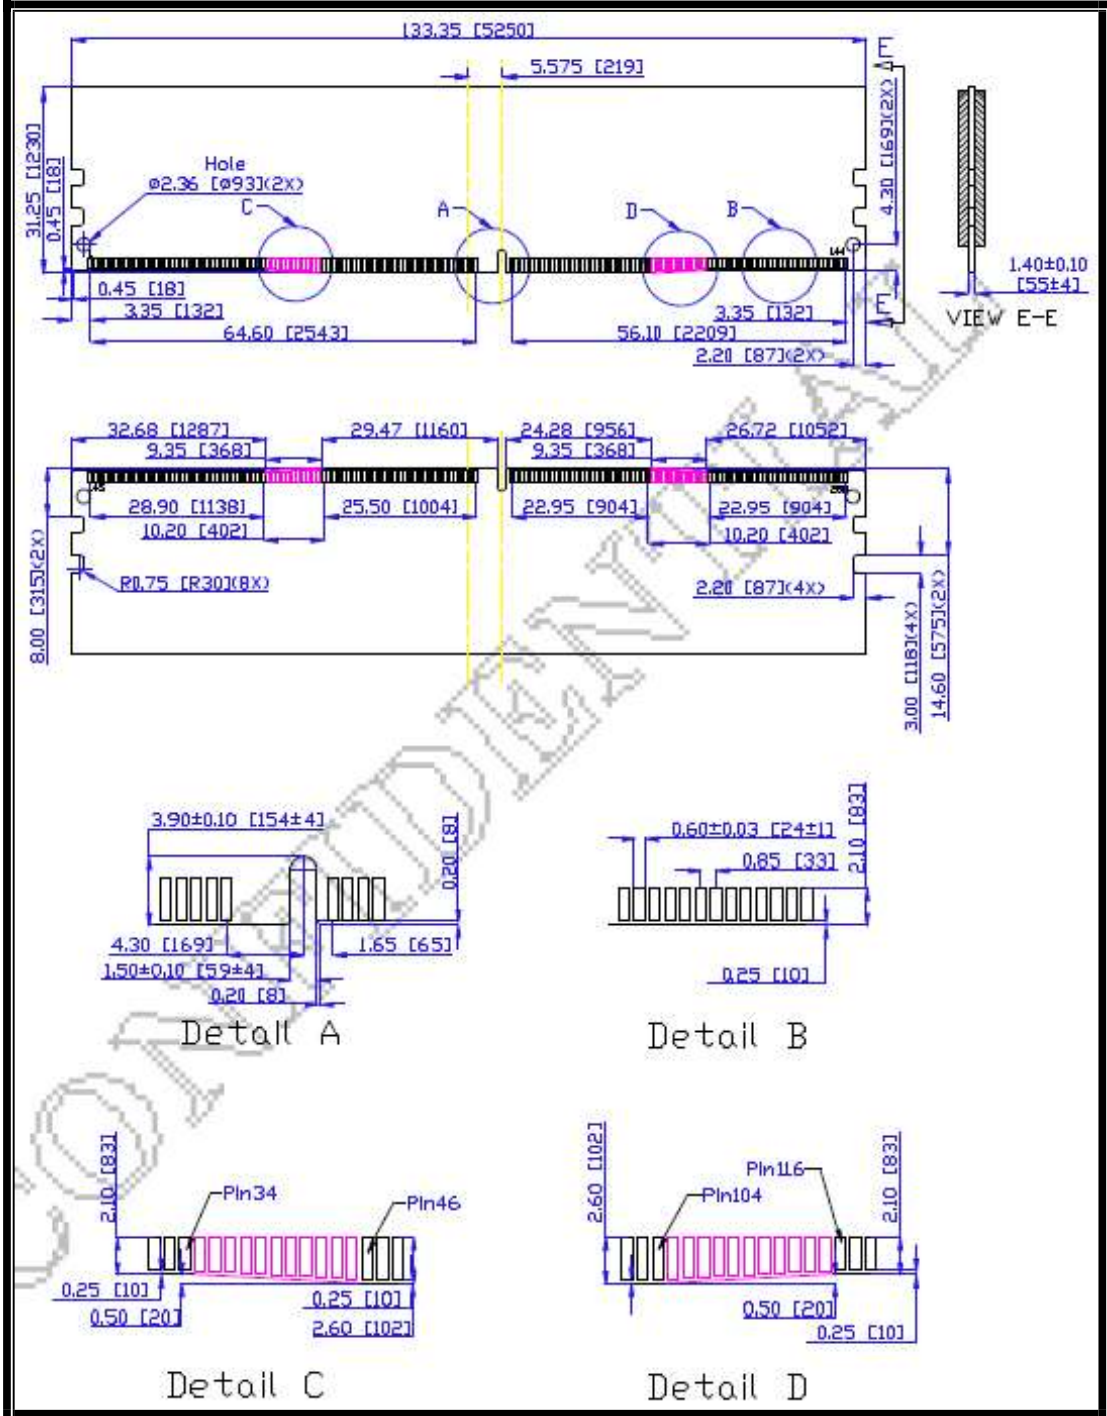 133.35 [5250]
5.575 [219]
E
4.30 [169](2X)
31.25 [1230]
0.45 [18]
Hole
ø2.36 [ø93](2X)
C
A
D
B
144
0.45 [18]
3.35 [132]
64.60 [2543]
3.35 [132]
56.10 [2209]
2.20 [87](2X)
E
1.40±0.10
[55±4]
VIEW E-E
32.68 [1287]
29.47 [1160]
24.28 [956]
26.72 [1052]
9.35 [368]
9.35 [368]
145
28.90 [1138]
25.50 [1004]
22.95 [904]
22.95 [904]
10.20 [402]
10.20 [402]
8.00 [315](2X)
R0.75 [R30](8X)
2.20 [87](4X)
3.00 [118](4X)
14.60 [575](2X)
3.90±0.10 [154±4]
0.20 [8]
4.30 [169]
1.65 [65]
1.50±0.10 [59±4]
0.20 [8]
Detail A
0.60±0.03 [24±1]
0.85 [33]
2.10 [83]
0.25 [10]
Detail B
2.10 [83]
Pin34
Pin46
0.25 [10]
0.50 [20]
0.25 [10]
2.60 [102]
Detail C
2.60 [102]
Pin116
Pin104
2.10 [83]
0.50 [20]
0.25 [10]
Detail D
CONFIDENTIAL